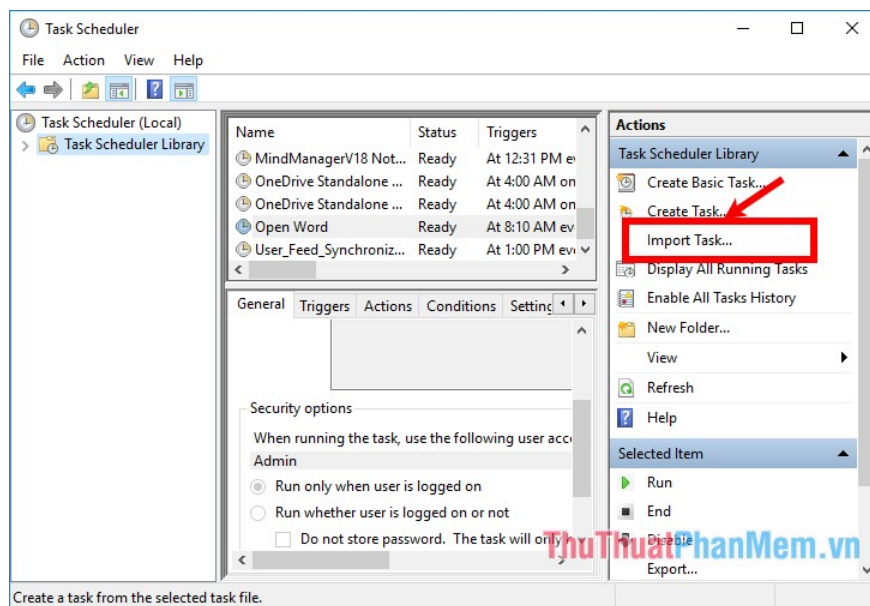 Task Scheduler
File Action View Help
Task Scheduler (Local)
Task Scheduler Library
Name Status Triggers
MindManagerV18 Not... Ready At 12:31 PM ev
OneDrive Standalone ... Ready At 4:00 AM on
OneDrive Standalone ... Ready At 4:00 AM on
Open Word Ready At 8:10 AM ev
User_Feed_Synchroniz... Ready At 1:00 PM ev
General Triggers Actions Conditions Setting
Security options
When running the task, use the following user acco
Admin
Run only when user is logged on
Run whether user is logged on or not
Do not store password. The task will only
Actions
Task Scheduler Library
Create Basic Task...
Create Task...
Import Task...
Display All Running Tasks
Enable All Tasks History
New Folder...
View
Refresh
Help
Selected Item
Run
End
Disable
Export...
ThuThuatPhanMem.vn
Create a task from the selected task file.